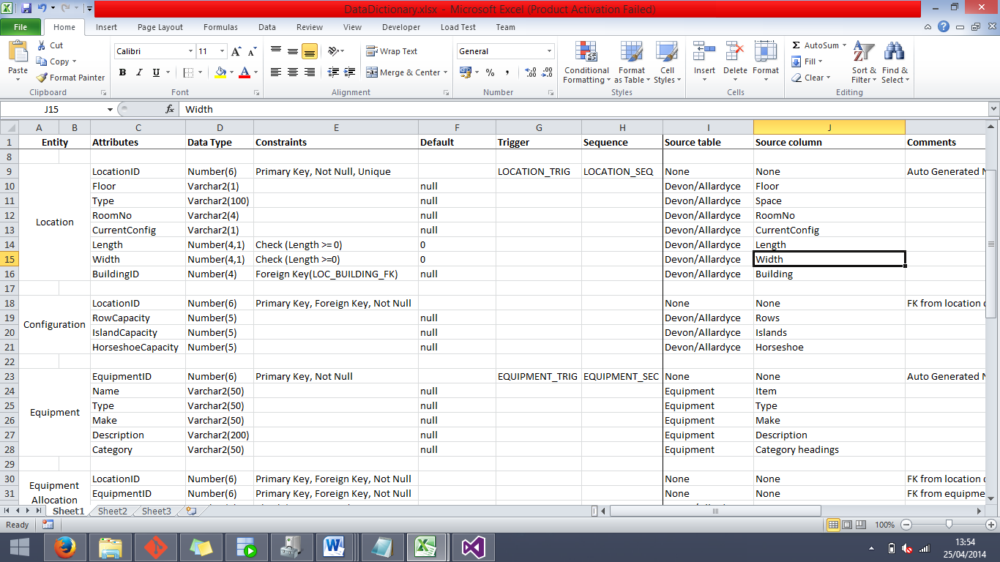 DataDictionary.xlsx - Microsoft Excel (Product Activation Failed)
File Home Insert Page Layout Formulas Data Review View Developer Load Test Team
Paste
Cut
Copy
Format Painter
Clipboard
Calibri 11
B I U
Font
Wrap Text
Merge & Center
Alignment
General
% , .00
Number
Conditional Formatting
Format as Table
Cell Styles
Styles
Insert Delete Format
Cells
AutoSum
Fill
Clear
Sort & Filter
Find & Select
Editing
J15 fx Width
A B C D E F G H I J
1 Entity Attributes Data Type Constraints Default Trigger Sequence Source table Source column Comments
8
9 LocationID Number(6) Primary Key, Not Null, Unique LOCATION_TRIG LOCATION_SEQ None None Auto Generated N
10 Floor Varchar2(1) null Devon/Allardyce Floor
11 Type Varchar2(100) null Devon/Allardyce Space
12 Location RoomNo Varchar2(4) null Devon/Allardyce RoomNo
13 CurrentConfig Varchar2(1) null Devon/Allardyce CurrentConfig
14 Length Number(4,1) Check (Length >= 0) 0 Devon/Allardyce Length
15 Width Number(4,1) Check (Length >=0) 0 Devon/Allardyce Width
16 BuildingID Number(4) Foreign Key(LOC_BUILDING_FK) null Devon/Allardyce Building
17
18 LocationID Number(6) Primary Key, Foreign Key, Not Null None None FK from location
19 Configuration RowCapacity Number(5) null Devon/Allardyce Rows
20 IslandCapacity Number(5) null Devon/Allardyce Islands
21 HorseshoeCapacity Number(5) null Devon/Allardyce Horseshoe
22
23 EquipmentID Number(6) Primary Key, Not Null EQUIPMENT_TRIG EQUIPMENT_SEC None None Auto Generated N
24 Name Varchar2(50) null Equipment Item
25 Equipment Type Varchar2(50) null Equipment Type
26 Make Varchar2(50) null Equipment Make
27 Description Varchar2(200) null Equipment Description
28 Category Varchar2(50) null Equipment Category headings
29
30 Equipment LocationID Number(6) Primary Key, Foreign Key, Not Null None None FK from location
31 Allocation EquipmentID Number(6) Primary Key, Foreign Key, Not Null None None FK from equipme
Sheet1 Sheet2 Sheet3
Ready 100%
13:54
25/04/2014